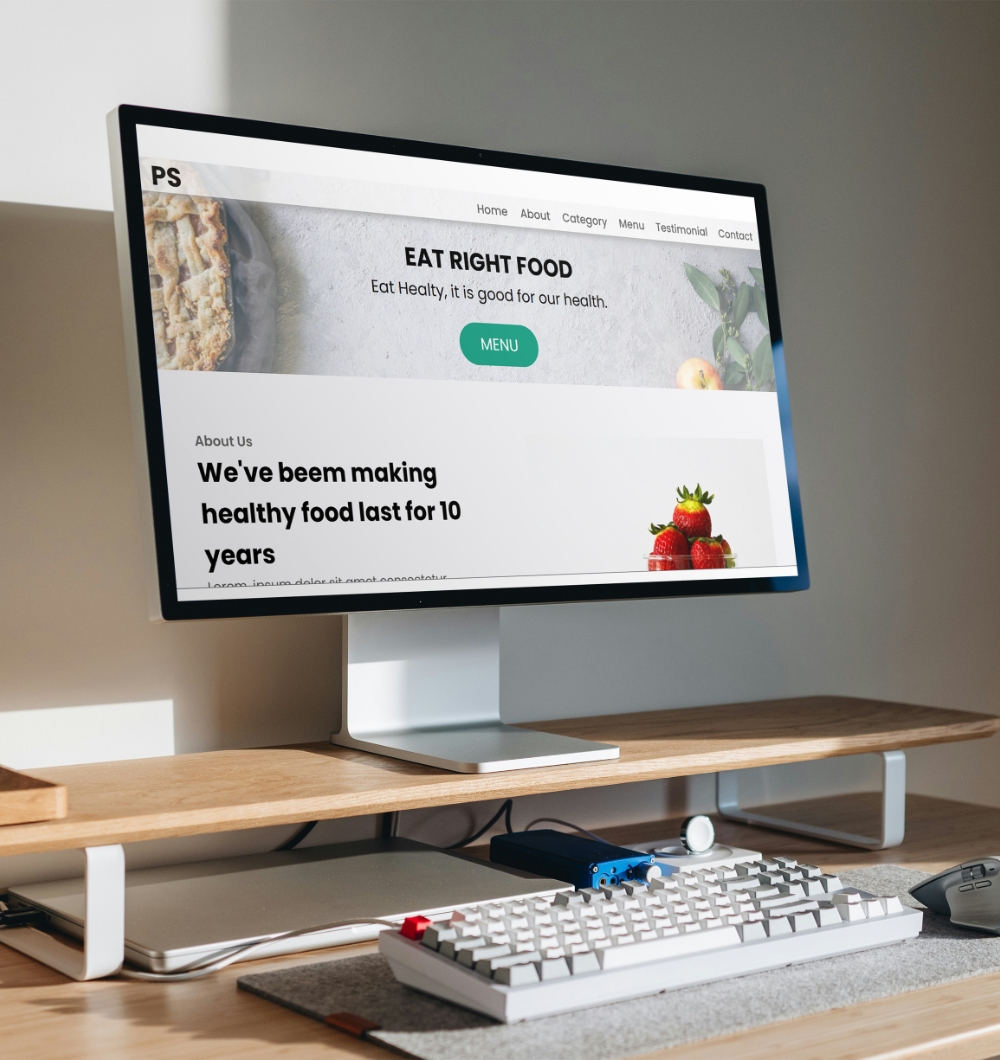 PS
Home About Category Menu Testimonial Contact
EAT RIGHT FOOD
Eat Healty, it is good for our health.
MENU
About Us
We've beem making
healthy food last for 10
years
Lorem, ipsum dolor sit amet consectetur